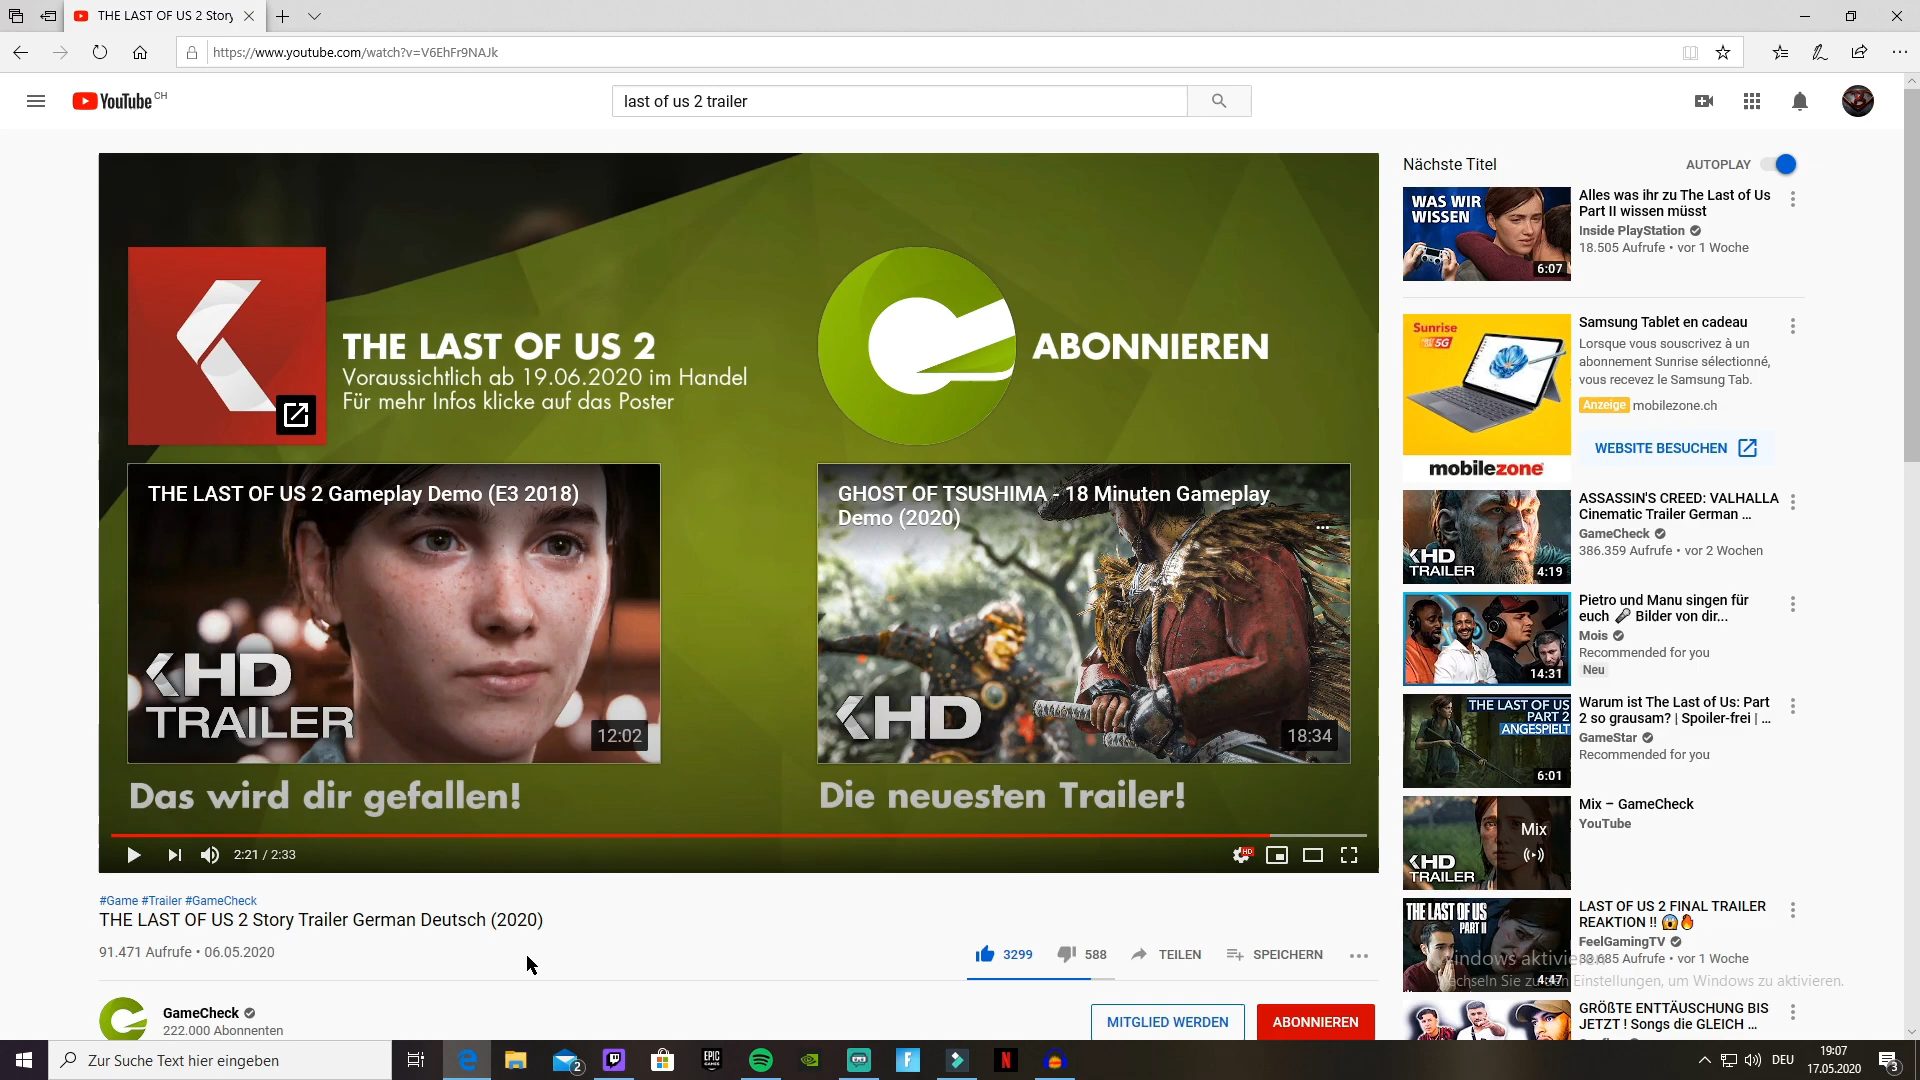 THE LAST OF US 2 Story
https://www.youtube.com/watch?v=V6EhFr9NAJk
YouTube CH
last of us 2 trailer
THE LAST OF US 2
Voraussichtlich ab 19.06.2020 im Handel
Für mehr Infos klicke auf das Poster
ABONNIEREN
THE LAST OF US 2 Gameplay Demo (E3 2018)
HD
TRAILER
12:02
GHOST OF TSUSHIMA - 18 Minuten Gameplay
Demo (2020)
HD
18:34
Das wird dir gefallen!
Die neuesten Trailer!
2:21 / 2:33
HD
#Game #Trailer #GameCheck
THE LAST OF US 2 Story Trailer German Deutsch (2020)
91.471 Aufrufe • 06.05.2020
3299
588
TEILEN
SPEICHERN
GameCheck
222.000 Abonnenten
MITGLIED WERDEN
ABONNIEREN
Nächste Titel
AUTOPLAY
WAS WIR
WISSEN
6:07
Alles was ihr zu The Last of Us
Part II wissen müsst
Inside PlayStation
18.505 Aufrufe • vor 1 Woche
Sunrise
5G
mobilezone
Samsung Tablet en cadeau
Lorsque vous souscrivez à un
abonnement Sunrise sélectionné,
vous recevez le Samsung Tab.
Anzeige mobilezone.ch
WEBSITE BESUCHEN
HD
TRAILER
4:19
ASSASSIN'S CREED: VALHALLA
Cinematic Trailer German ...
GameCheck
386.359 Aufrufe • vor 2 Wochen
14:31
Pietro und Manu singen für
euch 🎤 Bilder von dir...
Mois
Recommended for you
Neu
THE LAST OF US
PART 2
ANGESPIELT
6:01
Warum ist The Last of Us: Part
2 so grausam? | Spoiler-frei | ...
GameStar
Recommended for you
HD
TRAILER
Mix
Mix – GameCheck
YouTube
THE LAST OF US
PART II
4:47
LAST OF US 2 FINAL TRAILER
REAKTION !! 😱🔥
FeelGamingTV
Aufrufe • vor 1 Woche
Einstellungen, um Windows zu aktivieren.
GRÖßTE ENTTÄUSCHUNG BIS
JETZT ! Songs die GLEICH ...
Zur Suche Text hier eingeben
2
EPIC
GAMES
DEU
19:07
17.05.2020
3